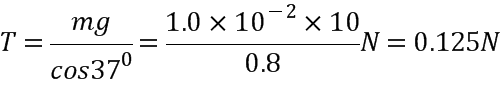 T = mg/cos37⁰ = 1.0 × 10⁻² × 10/0.8 N = 0.125N